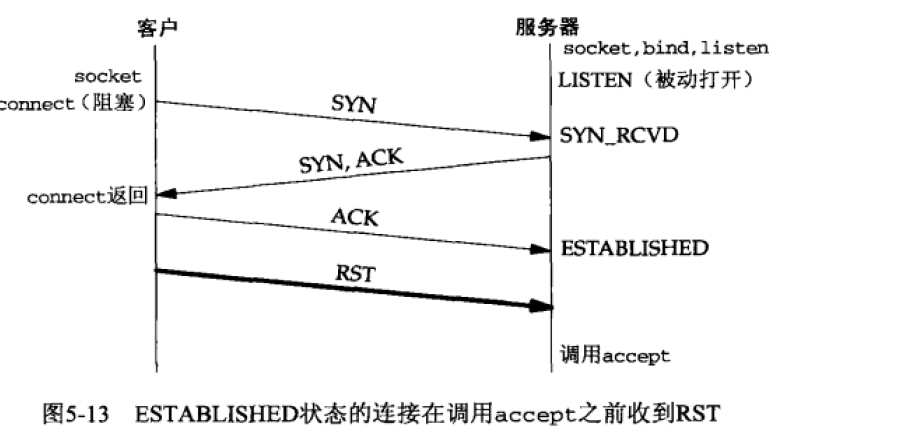 客户
服务器
socket,bind,listen
socket
LISTEN（被动打开）
connect（阻塞）
SYN
SYN_RCVD
SYN, ACK
connect返回
ACK
ESTABLISHED
RST
调用accept
图5-13 ESTABLISHED状态的连接在调用accept之前收到RST